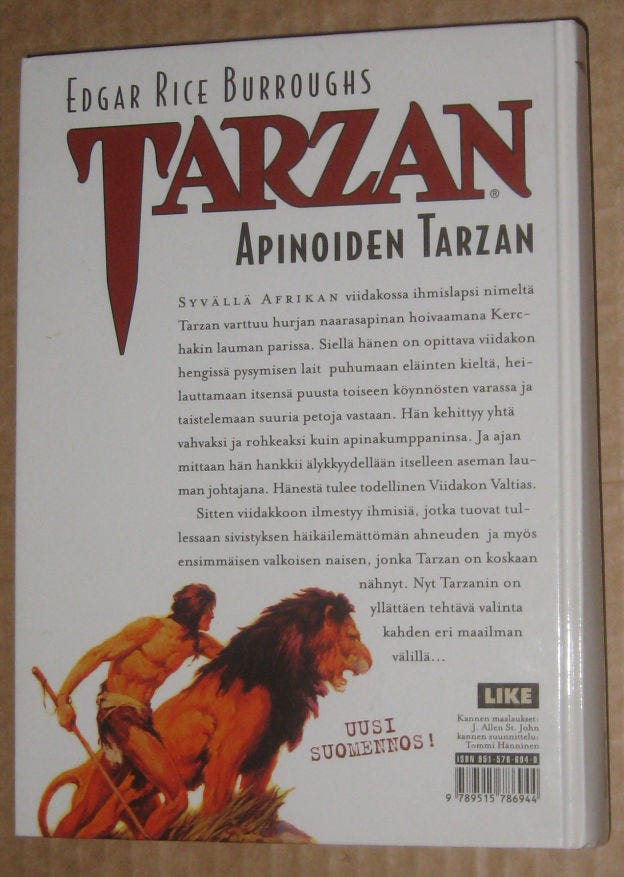 EDGAR RICE BURROUGHS
TARZAN®
APINOIDEN TARZAN
SYVÄLLÄ AFRIKAN viidakossa ihmislapsi nimeltä
Tarzan varttuu hurjan naarasapinan hoivaamana Kerc-
hakin lauman parissa. Siellä hänen on opittava viidakon
hengissä pysymisen lait puhumaan eläinten kieltä, hei-
lauttamaan itsensä puusta toiseen köynnösten varassa ja
taistelemaan suuria petoja vastaan. Hän kehittyy yhtä
vahvaksi ja rohkeaksi kuin apinakumppaninsa. Ja ajan
mittaan hän hankkii älykkyydellään itselleen aseman lau-
man johtajana. Hänestä tulee todellinen Viidakon Valtias.
Sitten viidakkoon ilmestyy ihmisiä, jotka tuovat tul-
lessaan sivistyksen häikäilemättömän ahneuden ja myös
ensimmäisen valkoisen naisen, jonka Tarzan on koskaan
nähnyt. Nyt Tarzanin on
yllättäen tehtävä valinta
kahden eri maailman
välillä...
UUSI
SUOMENNOS!
LIKE
Kannen maalaukset:
J. Allen St. John
kannen suunnittelu:
Tommi Hänninen
ISBN 951-578-694-0
9 789515 786944